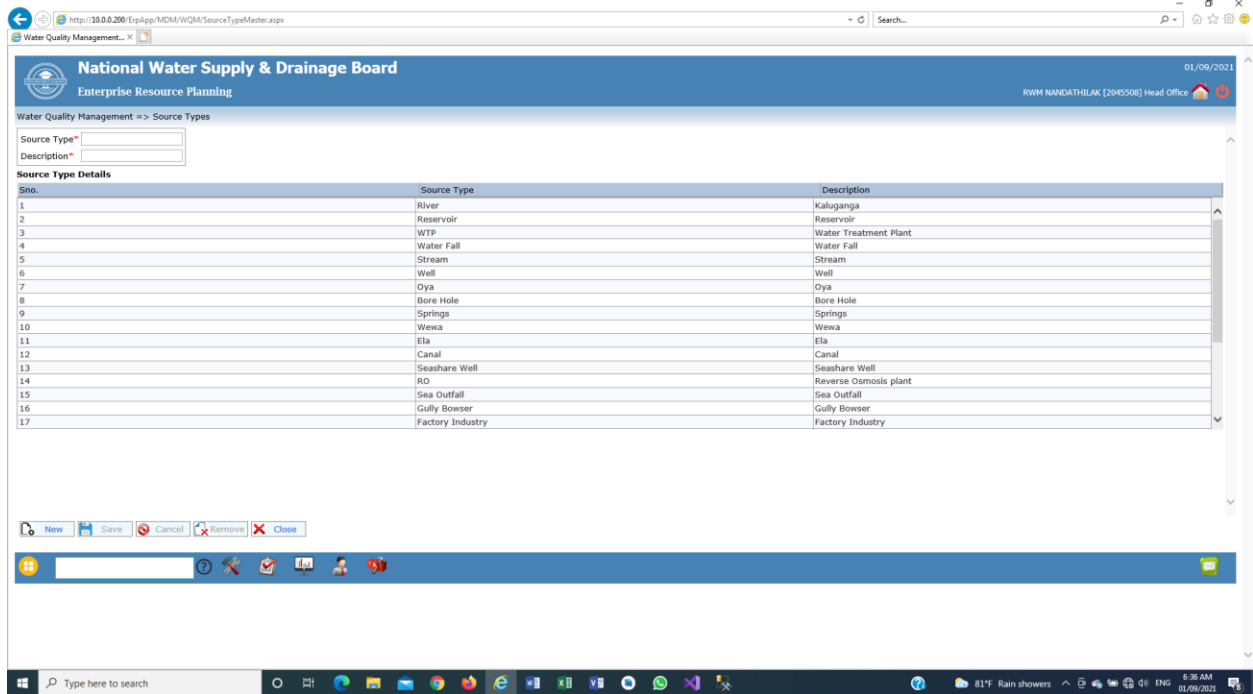 http://10.0.0.200/ErpApp/MDM/WQM/SourceTypeMaster.aspx Search...
Water Quality Management...
National Water Supply & Drainage Board 01/09/2021
Enterprise Resource Planning RWM NANDATHILAK [2045508] Head Office
Water Quality Management => Source Types
Source Type*
Description*
Source Type Details
Sno. Source Type Description
1 River Kaluganga
2 Reservoir Reservoir
3 WTP Water Treatment Plant
4 Water Fall Water Fall
5 Stream Stream
6 Well Well
7 Oya Oya
8 Bore Hole Bore Hole
9 Springs Springs
10 Wewa Wewa
11 Ela Ela
12 Canal Canal
13 Seashare Well Seashare Well
14 RO Reverse Osmosis plant
15 Sea Outfall Sea Outfall
16 Gully Bowser Gully Bowser
17 Factory Industry Factory Industry
New Save Cancel Remove Close
Type here to search 81°F Rain showers ENG 6:36 AM
01/09/2021